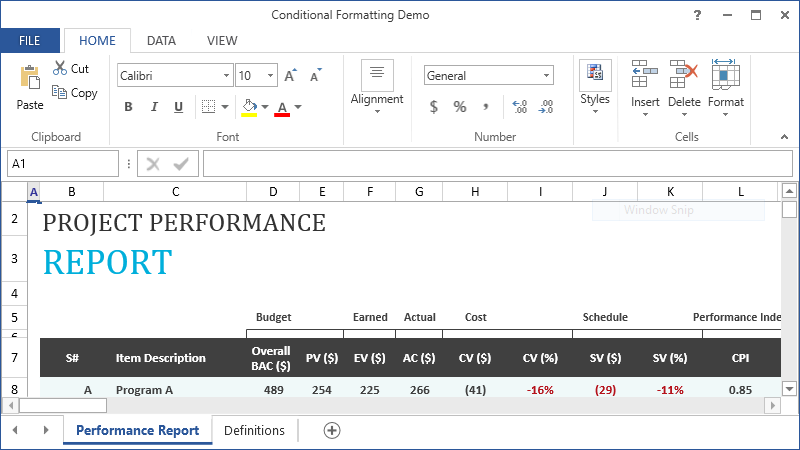 Conditional Formatting Demo
FILE HOME DATA VIEW
Cut
Copy
Paste
Clipboard
Calibri 10 A A
B I U A
Font
Alignment
General
$ % , ,.0 .00 .00 ,.0
Number
Styles
Insert Delete Format
Cells
A1
A B C D E F G H I J K L
Window Snip
2 PROJECT PERFORMANCE
3 REPORT
4
5 Budget Earned Actual Cost Schedule Performance Inde
6
7 S# Item Description Overall BAC ($) PV ($) EV ($) AC ($) CV ($) CV (%) SV ($) SV (%) CPI
8 A Program A 489 254 225 266 (41) -16% (29) -11% 0.85
Performance Report Definitions